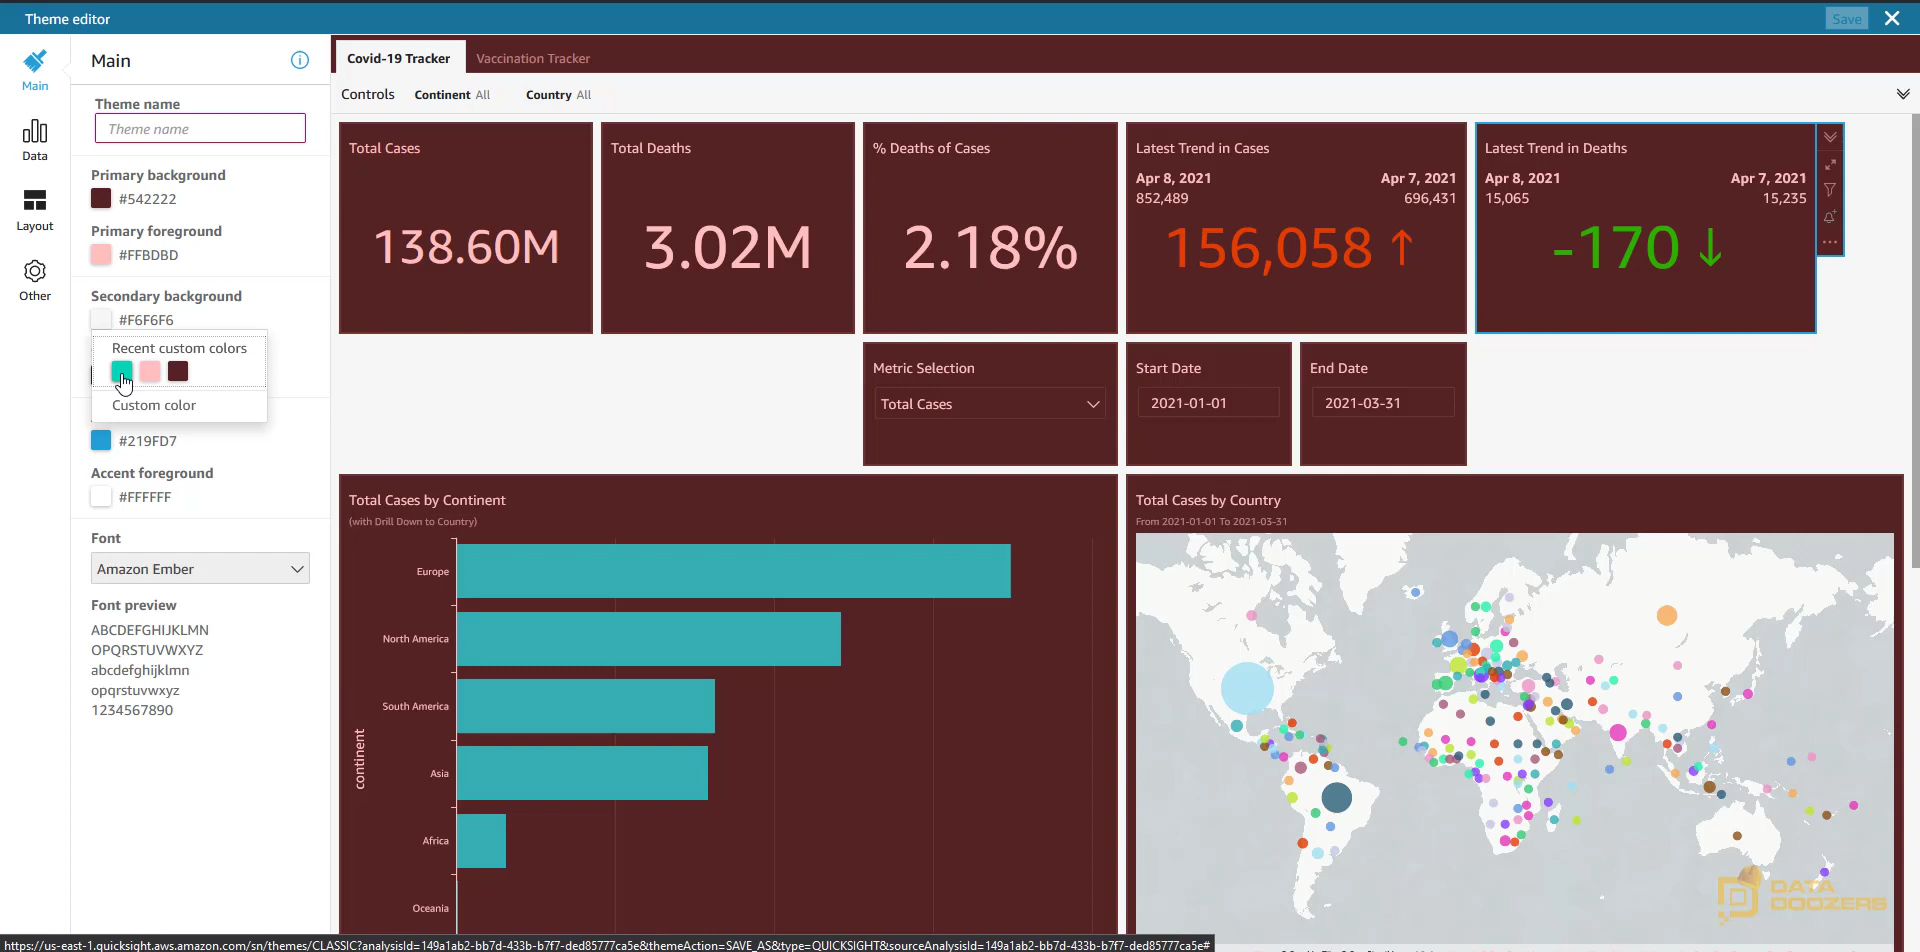 Theme editor
Save
Main
Main
Data
Layout
Other
Theme name
Theme name
Primary background
#542222
Primary foreground
#FFBDBD
Secondary background
#F6F6F6
Recent custom colors
Custom color
#219FD7
Accent foreground
#FFFFFF
Font
Amazon Ember
Font preview
ABCDEFGHIJKLMN
OPQRSTUVWXYZ
abcdefghijklmn
opqrstuvwxyz
1234567890
Covid-19 Tracker
Vaccination Tracker
Controls
Continent All
Country All
Total Cases
138.60M
Total Deaths
3.02M
% Deaths of Cases
2.18%
Latest Trend in Cases
Apr 8, 2021 Apr 7, 2021
852,489 696,431
156,058 ↑
Latest Trend in Deaths
Apr 8, 2021 Apr 7, 2021
15,065 15,235
-170 ↓
Metric Selection
Total Cases
Start Date
2021-01-01
End Date
2021-03-31
Total Cases by Continent
(with Drill Down to Country)
continent
Europe
North America
South America
Asia
Africa
Oceania
Total Cases by Country
From 2021-01-01 To 2021-03-31
DATA
DOOZERS
https://us-east-1.quicksight.aws.amazon.com/sn/themes/CLASSIC?analysisId=149a1ab2-bb7d-433b-b7f7-ded85777ca5e&themeAction=SAVE_AS&type=QUICKSIGHT&sourceAnalysisId=149a1ab2-bb7d-433b-b7f7-ded85777ca5e#